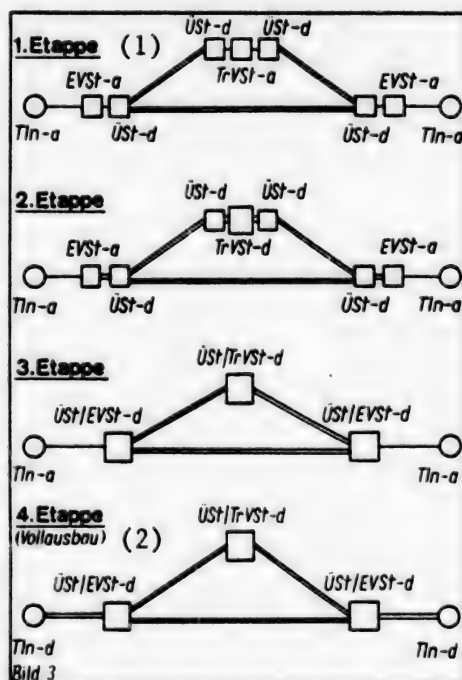 ÜSt-d ÜSt-d
1.Etappe (1)
EVSt-a TrVSt-a EVSt-a
Tln-a ÜSt-d ÜSt-d Tln-a
ÜSt-d ÜSt-d
2.Etappe
EVSt-a TrVSt-d EVSt-a
Tln-a ÜSt-d ÜSt-d Tln-a
3.Etappe
ÜSt/TrVSt-d
ÜSt/EVSt-d ÜSt/EVSt-d
Tln-a Tln-a
4.Etappe
(Vollausbau) (2)
ÜSt/TrVSt-d
ÜSt/EVSt-d ÜSt/EVSt-d
Tln-d Tln-d
Bild 3